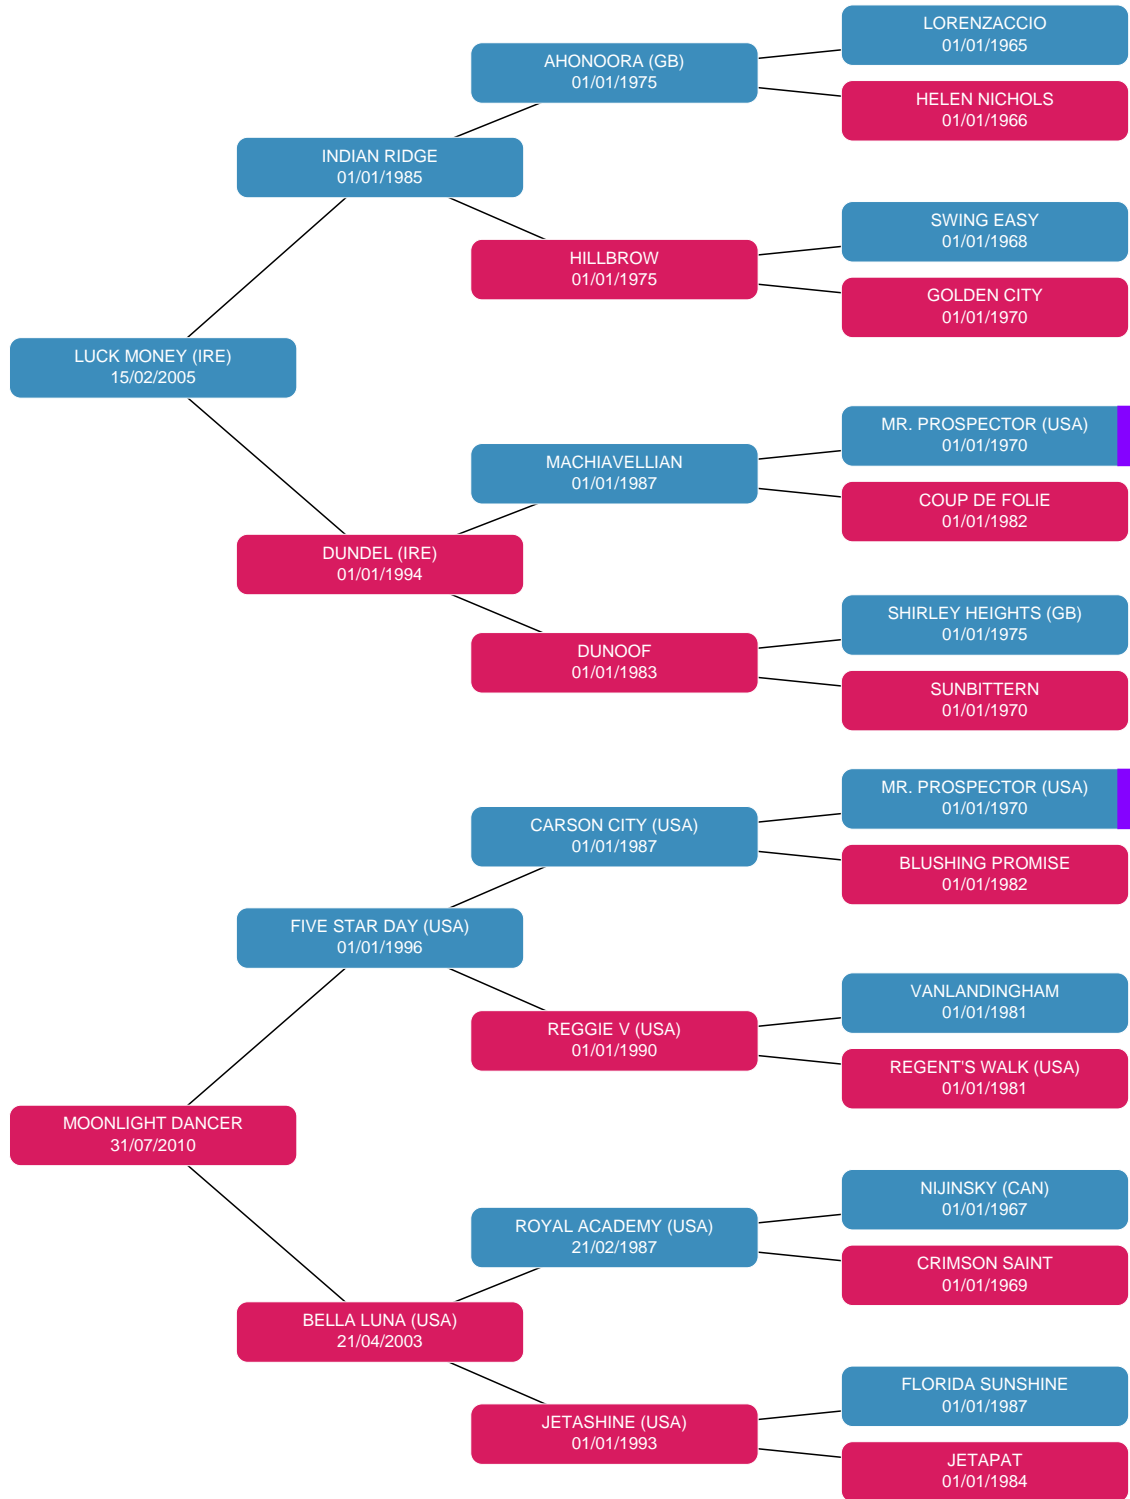 LORENZACCIO
01/01/1965
AHONOORA (GB)
01/01/1975
HELEN NICHOLS
01/01/1966
INDIAN RIDGE
01/01/1985
SWING EASY
01/01/1968
HILLBROW
01/01/1975
GOLDEN CITY
01/01/1970
LUCK MONEY (IRE)
15/02/2005
MR. PROSPECTOR (USA)
01/01/1970
MACHIAVELLIAN
01/01/1987
COUP DE FOLIE
01/01/1982
DUNDEL (IRE)
01/01/1994
SHIRLEY HEIGHTS (GB)
01/01/1975
DUNOOF
01/01/1983
SUNBITTERN
01/01/1970
MR. PROSPECTOR (USA)
01/01/1970
CARSON CITY (USA)
01/01/1987
BLUSHING PROMISE
01/01/1982
FIVE STAR DAY (USA)
01/01/1996
VANLANDINGHAM
01/01/1981
REGGIE V (USA)
01/01/1990
REGENT'S WALK (USA)
01/01/1981
MOONLIGHT DANCER
31/07/2010
NIJINSKY (CAN)
01/01/1967
ROYAL ACADEMY (USA)
21/02/1987
CRIMSON SAINT
01/01/1969
BELLA LUNA (USA)
21/04/2003
FLORIDA SUNSHINE
01/01/1987
JETASHINE (USA)
01/01/1993
JETAPAT
01/01/1984